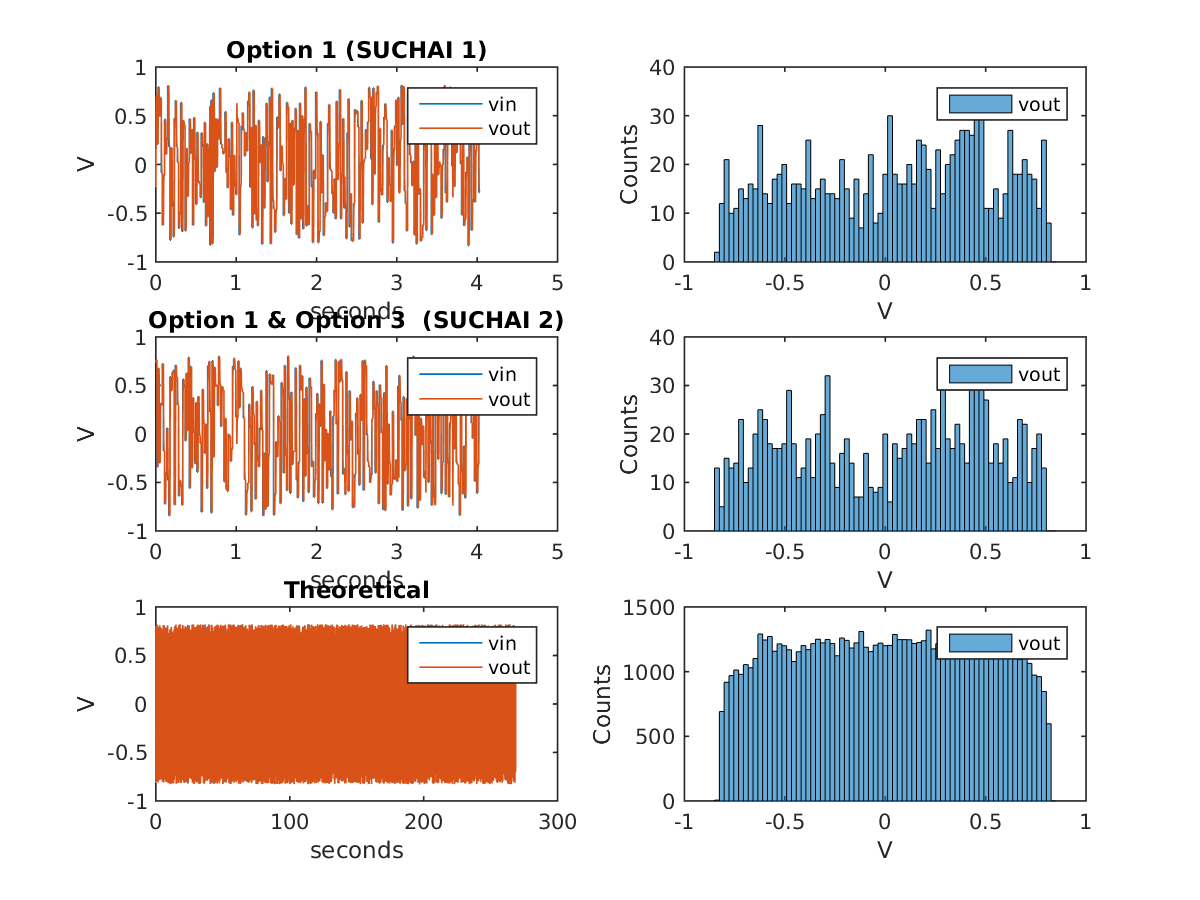 Option 1 (SUCHAI 1)
1
0.5
0
-0.5
-1
V
0 1 2 3 4 5
seconds
vin
vout
40
30
20
10
0
Counts
-1 -0.5 0 0.5 1
V
vout
Option 1 & Option 3 (SUCHAI 2)
1
0.5
0
-0.5
-1
V
0 1 2 3 4 5
seconds
vin
vout
40
30
20
10
0
Counts
-1 -0.5 0 0.5 1
V
vout
Theoretical
1
0.5
0
-0.5
-1
V
0 100 200 300
seconds
vin
vout
1500
1000
500
0
Counts
-1 -0.5 0 0.5 1
V
vout